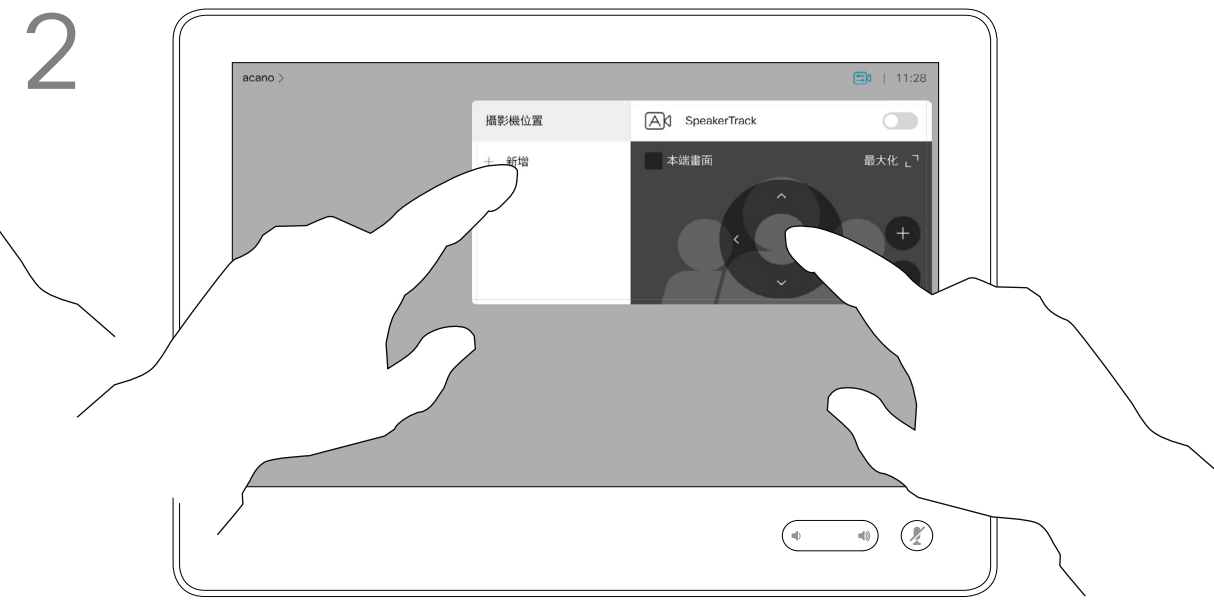 2
acano >
| 11:28
攝影機位置
A SpeakerTrack
+ 新增
本端畫面
最大化
+